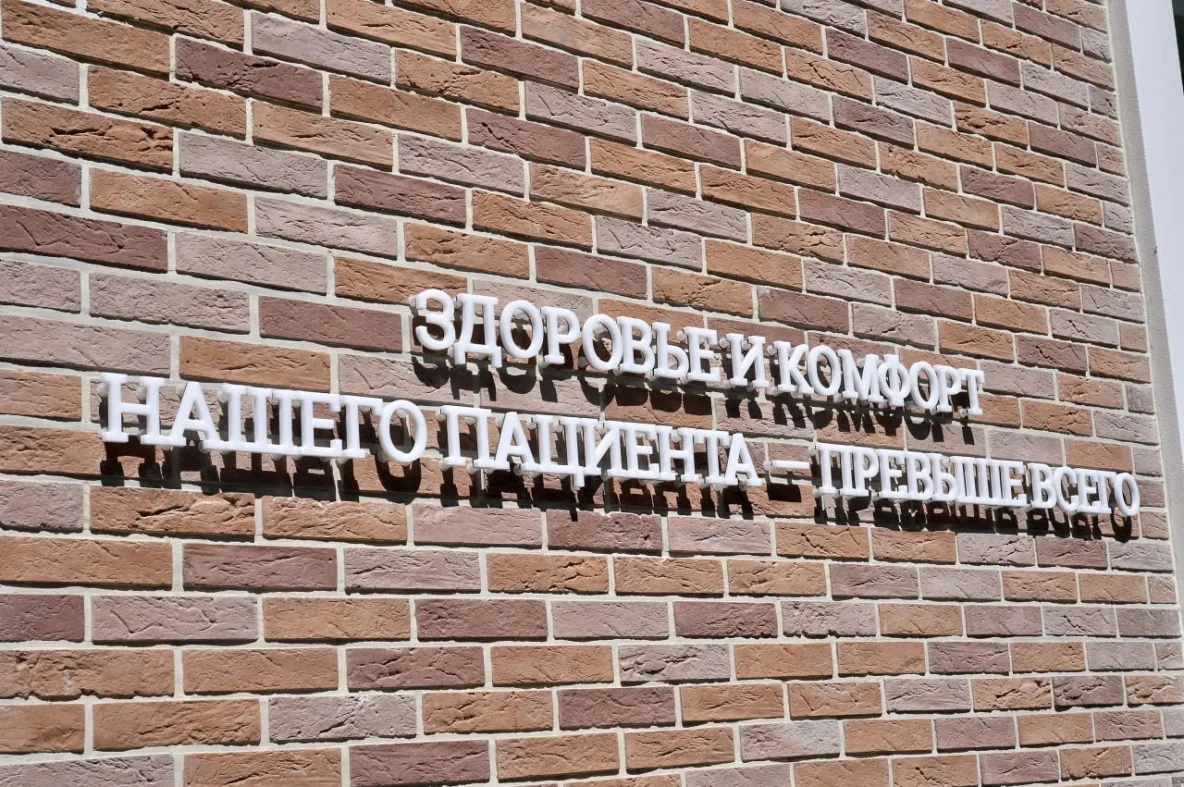 ЗДОРОВЬЕ И КОМФОРТ
НАШЕГО ПАЦИЕНТА – ПРЕВЫШЕ ВСЕГО